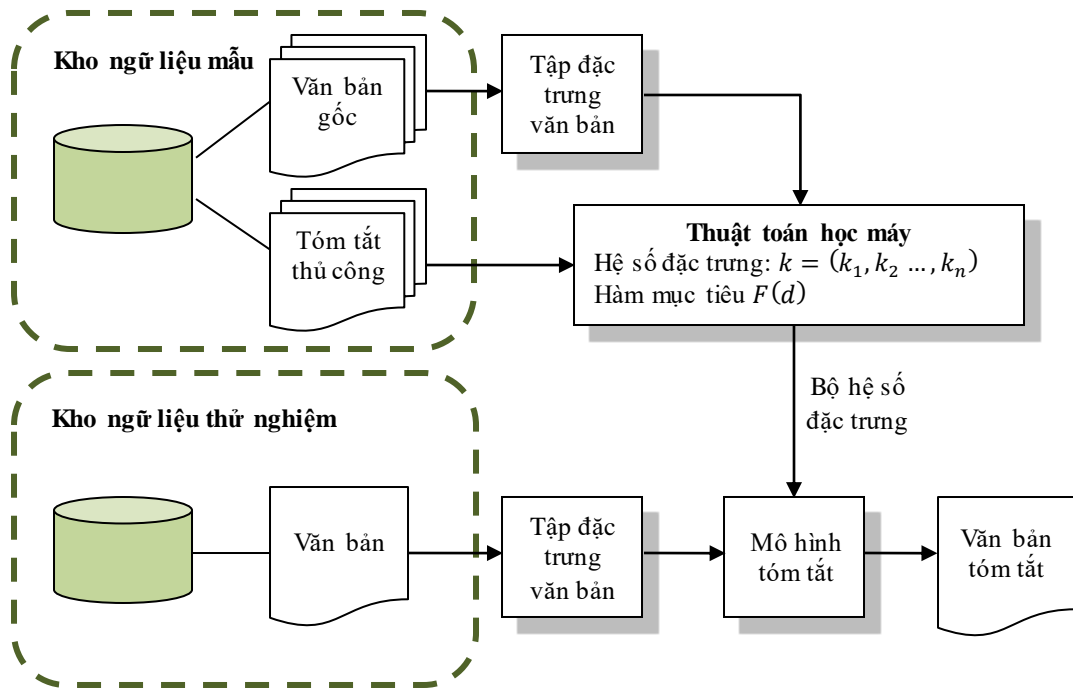 Kho ngữ liệu mẫu
Văn bản
gốc
Tập đặc
trưng
văn bản
Tóm tắt
thủ công
Thuật toán học máy
Hệ số đặc trưng: k = (k₁, k₂ …, kₙ)
Hàm mục tiêu F(d)
Bộ hệ số
đặc trưng
Kho ngữ liệu thử nghiệm
Văn bản
Tập đặc
trưng
văn bản
Mô hình
tóm tắt
Văn bản
tóm tắt